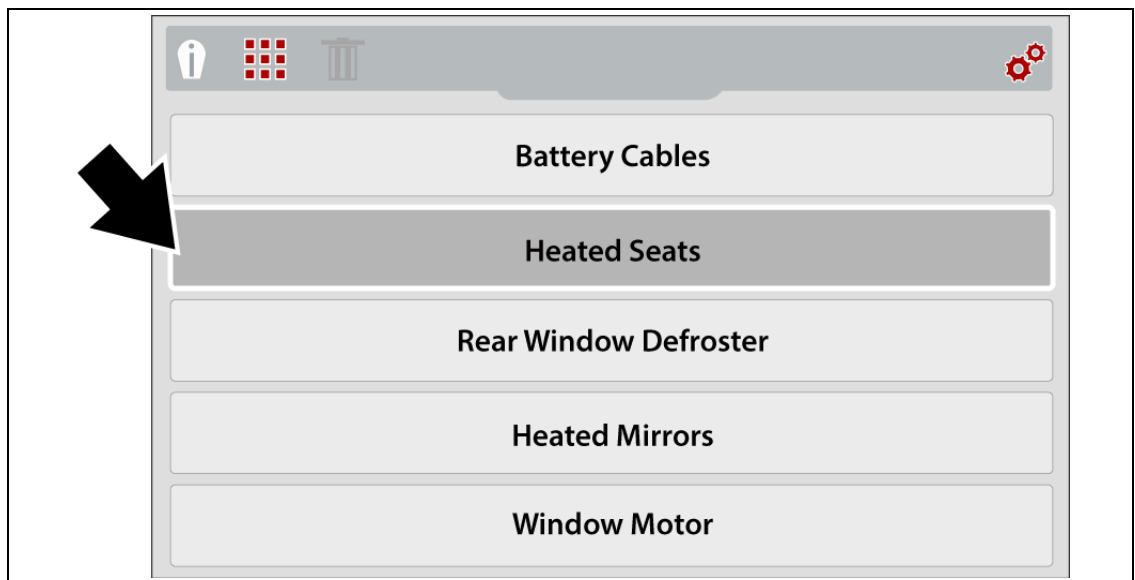 Battery Cables
Heated Seats
Rear Window Defroster
Heated Mirrors
Window Motor